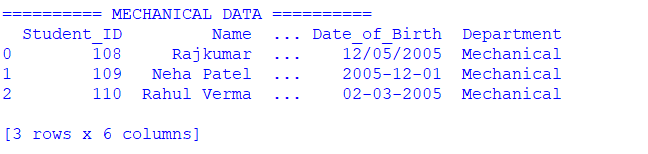 ========== MECHANICAL DATA ==========
  Student_ID         Name  ... Date_of_Birth  Department
0        108     Rajkumar  ...    12/05/2005  Mechanical
1        109   Neha Patel  ...    2005-12-01  Mechanical
2        110  Rahul Verma  ...    02-03-2005  Mechanical
[3 rows x 6 columns]